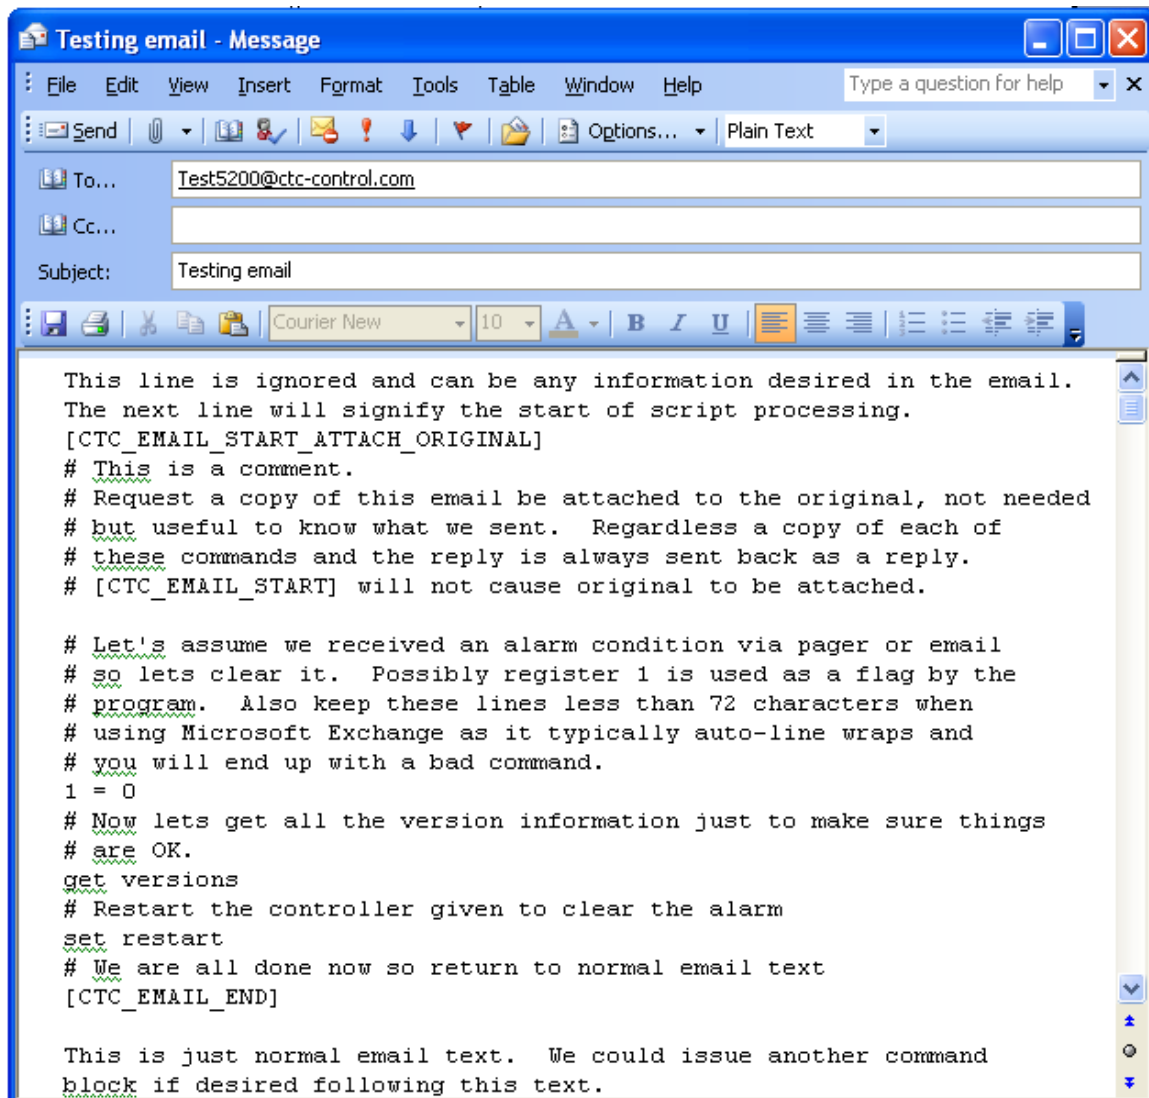 Testing email - Message
File Edit View Insert Format Tools Table Window Help Type a question for help
Send Options... Plain Text
To... Test5200@ctc-control.com
Cc...
Subject: Testing email
Courier New 10 A B I U
This line is ignored and can be any information desired in the email.
The next line will signify the start of script processing.
[CTC_EMAIL_START_ATTACH_ORIGINAL]
# This is a comment.
# Request a copy of this email be attached to the original, not needed
# but useful to know what we sent.  Regardless a copy of each of
# these commands and the reply is always sent back as a reply.
# [CTC_EMAIL_START] will not cause original to be attached.

# Let's assume we received an alarm condition via pager or email
# so lets clear it.  Possibly register 1 is used as a flag by the
# program.  Also keep these lines less than 72 characters when
# using Microsoft Exchange as it typically auto-line wraps and
# you will end up with a bad command.
1 = 0
# Now lets get all the version information just to make sure things
# are OK.
get versions
# Restart the controller given to clear the alarm
set restart
# We are all done now so return to normal email text
[CTC_EMAIL_END]

This is just normal email text.  We could issue another command
block if desired following this text.